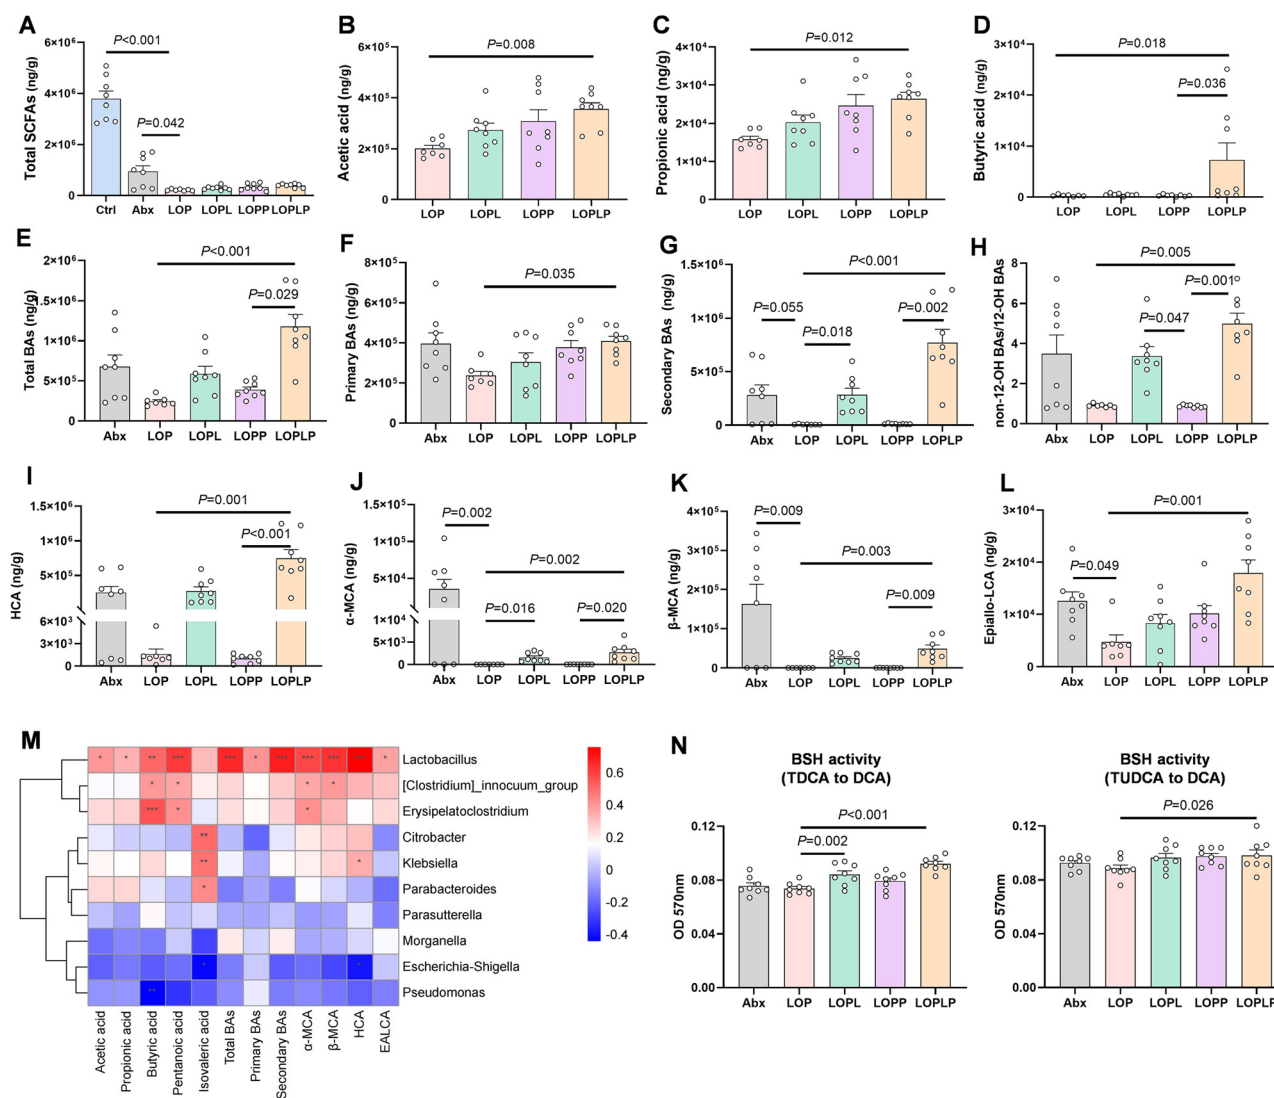 A
Total SCFAs (ng/g)
6×10⁶
4×10⁶
2×10⁶
0
P<0.001
P=0.042
Ctrl Abx LOP LOPL LOPP LOPLP
B
Acetic acid (ng/g)
6×10⁵
4×10⁵
2×10⁵
0
P=0.008
LOP LOPL LOPP LOPLP
C
Propionic acid (ng/g)
4×10⁴
3×10⁴
2×10⁴
1×10⁴
0
P=0.012
LOP LOPL LOPP LOPLP
D
Butyric acid (ng/g)
3×10⁴
2×10⁴
1×10⁴
0
P=0.018
P=0.036
LOP LOPL LOPP LOPLP
E
Total BAs (ng/g)
2×10⁶
2×10⁶
1×10⁶
5×10⁵
0
P<0.001
P=0.029
Abx LOP LOPL LOPP LOPLP
F
Primary BAs (ng/g)
8×10⁵
6×10⁵
4×10⁵
2×10⁵
0
P=0.035
Abx LOP LOPL LOPP LOPLP
G
Secondary BAs (ng/g)
1.5×10⁶
1×10⁶
5×10⁵
0
P<0.001
P=0.055
P=0.018
P=0.002
Abx LOP LOPL LOPP LOPLP
H
non-12-OH BAs/12-OH BAs
8
6
4
2
0
P=0.005
P=0.001
P=0.047
Abx LOP LOPL LOPP LOPLP
I
HCA (ng/g)
1.5×10⁶
1×10⁶
5×10⁵
6×10³
3×10³
0
P=0.001
P<0.001
Abx LOP LOPL LOPP LOPLP
J
α-MCA (ng/g)
1.5×10⁵
1×10⁵
5×10⁴
1×10⁴
5×10³
0
P=0.002
P=0.002
P=0.016
P=0.020
Abx LOP LOPL LOPP LOPLP
K
β-MCA (ng/g)
4×10⁵
3×10⁵
2×10⁵
1×10⁵
0
P=0.009
P=0.003
P=0.009
Abx LOP LOPL LOPP LOPLP
L
Epiallo-LCA (ng/g)
3×10⁴
2×10⁴
1×10⁴
0
P=0.001
P=0.049
Abx LOP LOPL LOPP LOPLP
M
* * ** *** *** * *** *** *** *** * Lactobacillus
* * * * [Clostridium]_innocuum_group
*** * * Erysipelatoclostridium
** Citrobacter
** * Klebsiella
* Parabacteroides
Parasutterella
Morganella
* * Escherichia-Shigella
** Pseudomonas
Acetic acid
Propionic acid
Butyric acid
Pentanoic acid
Isovaleric acid
Total BAs
Primary BAs
Secondary BAs
α-MCA
β-MCA
HCA
EALCA
0.6
0.4
0.2
0
-0.2
-0.4
N
BSH activity
(TDCA to DCA)
OD 570nm
0.12
0.08
0.04
0.00
P<0.001
P=0.002
Abx LOP LOPL LOPP LOPLP
BSH activity
(TUDCA to DCA)
OD 570nm
0.12
0.08
0.04
0.00
P=0.026
Abx LOP LOPL LOPP LOPLP